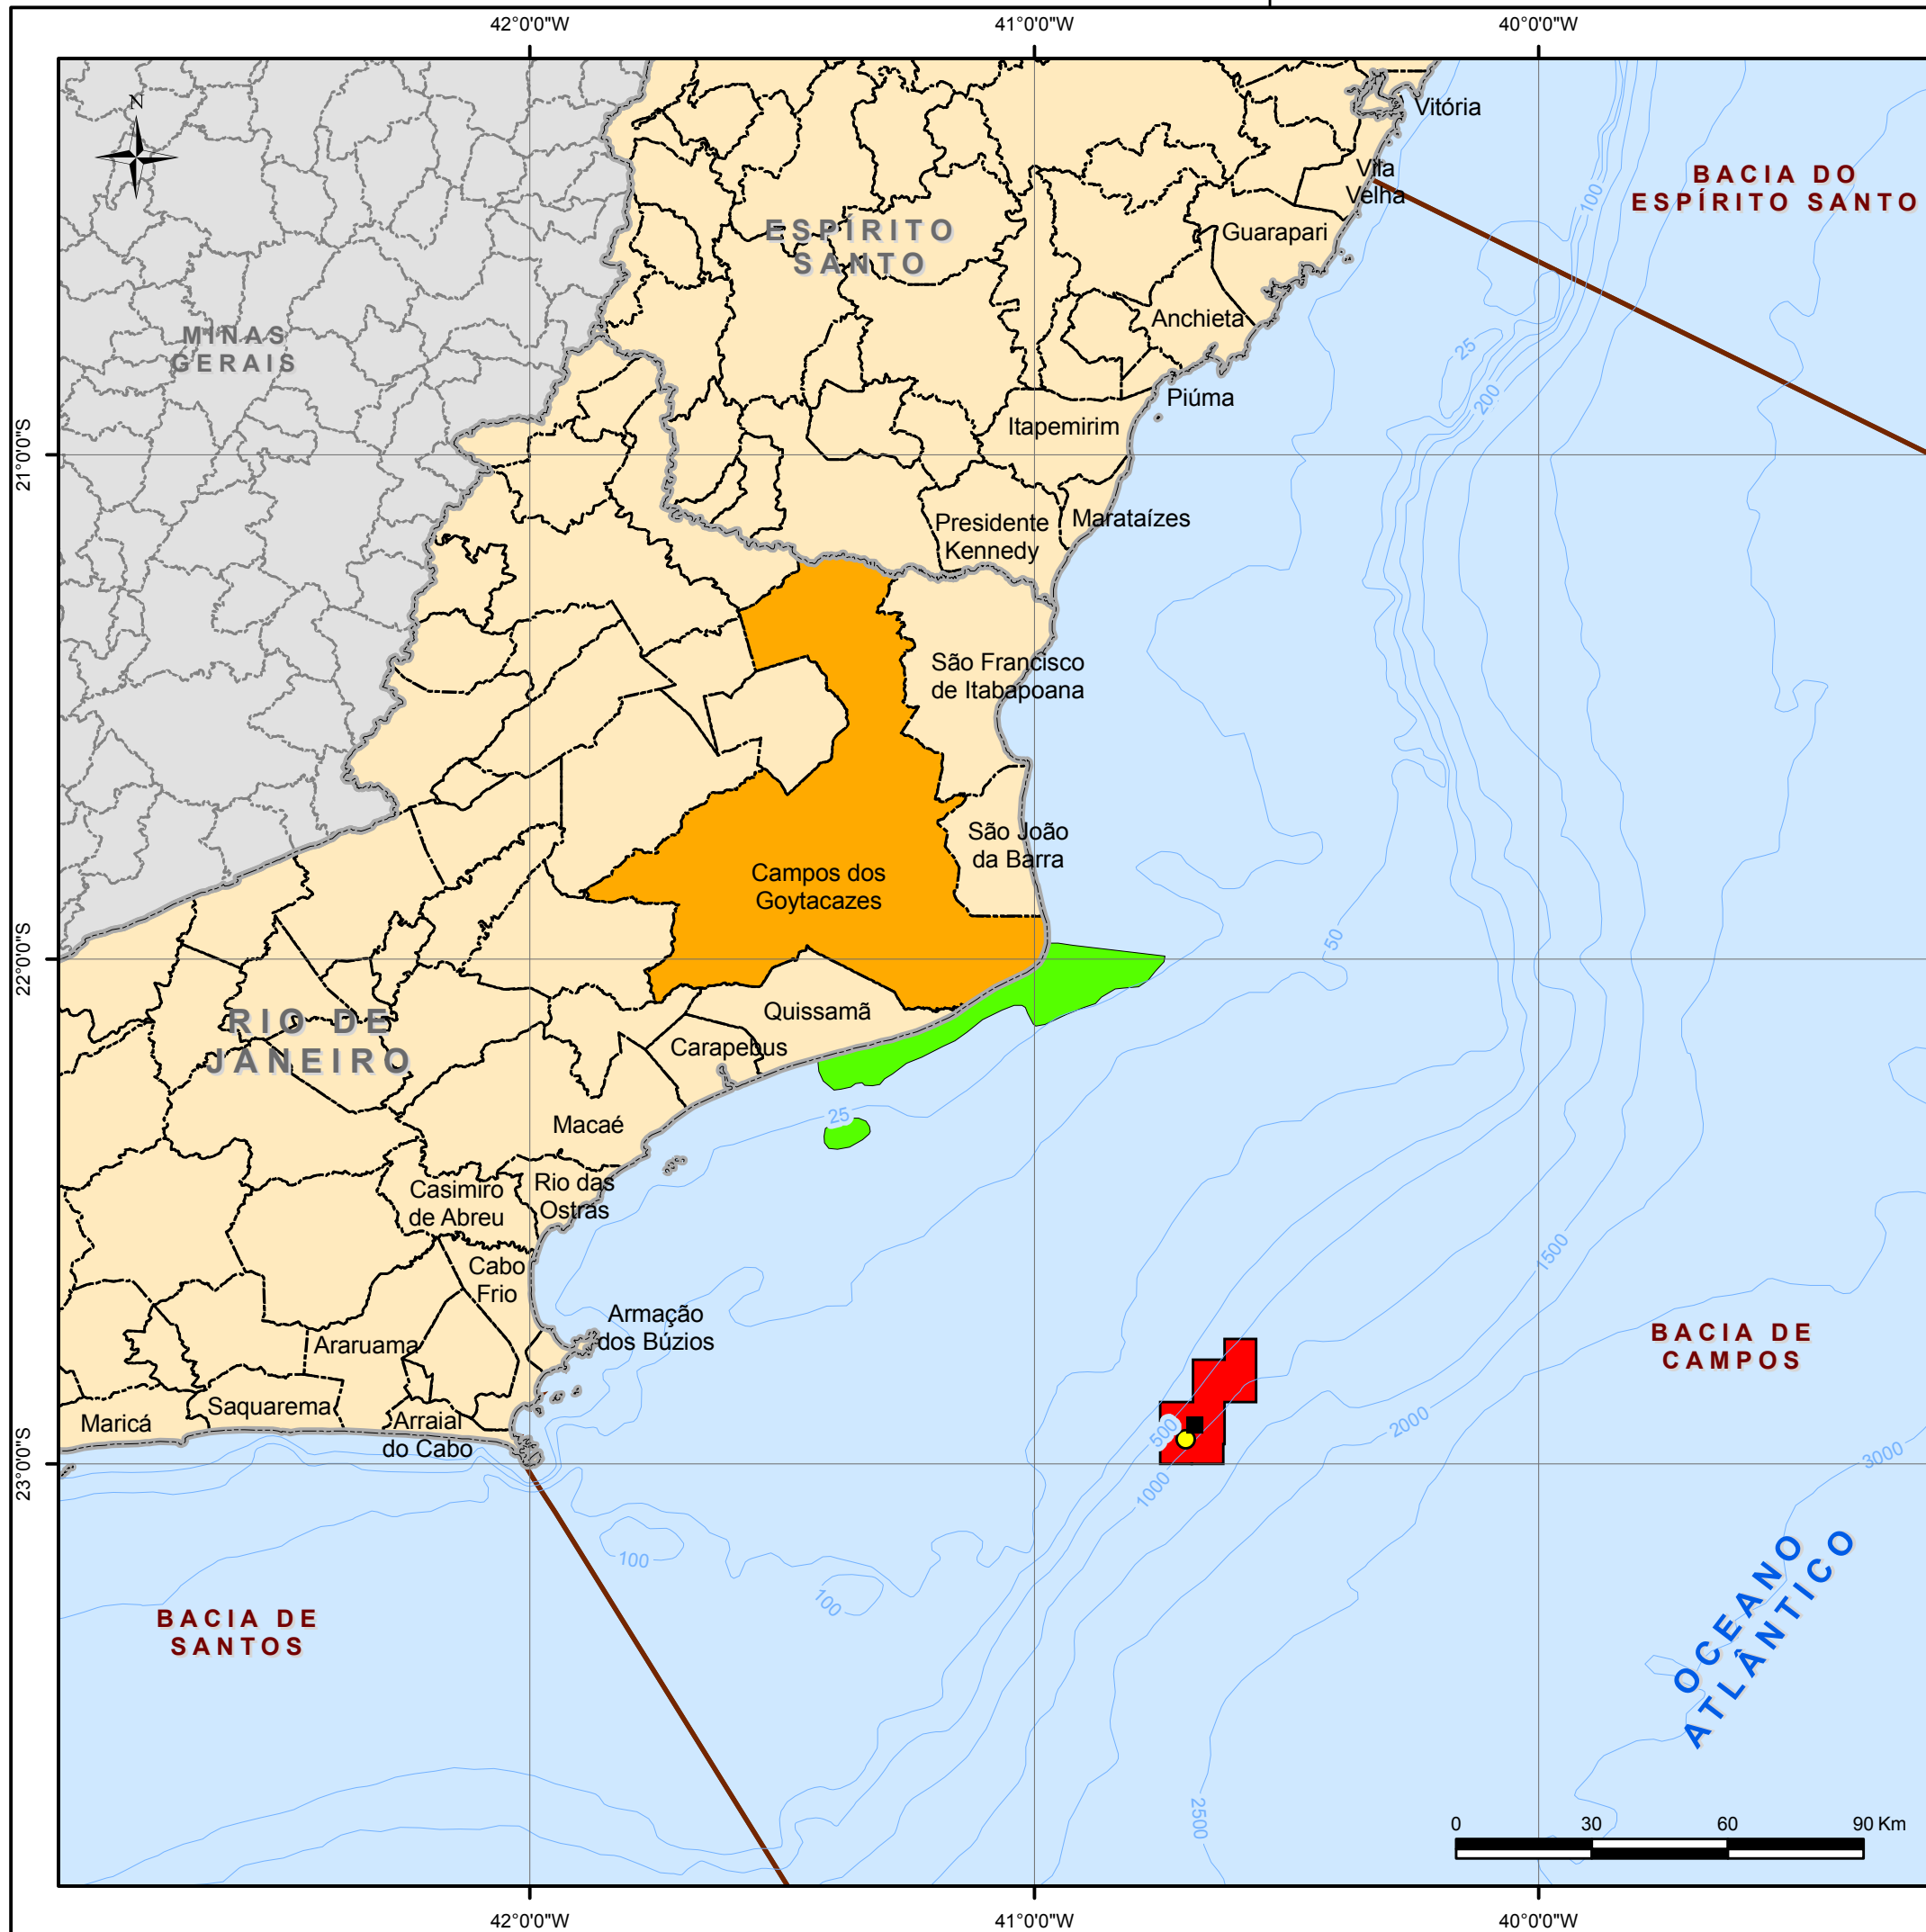 42°0'0"W
41°0'0"W
40°0'0"W
N
Vitória
Vila
Velha
BACIA DO
ESPÍRITO SANTO
100
ESPÍRITO
SANTO
Guarapari
MINAS
GERAIS
Anchieta
25
Piúma
200
Itapemirim
21°0'0"S
Presidente
Kennedy
Marataízes
São Francisco
de Itabapoana
São João
da Barra
Campos dos
Goytacazes
50
22°0'0"S
Quissamã
RIO DE
JANEIRO
Carapebus
25
Macaé
Casimiro
de Abreu
Rio das
Ostras
1500
Cabo
Frio
Armação
dos Búzios
Araruama
BACIA DE
CAMPOS
Saquarema
Maricá
Arraial
do Cabo
500
2000
3000
23°0'0"S
1000
100
100
OCEANO
ATLÂNTICO
BACIA DE
SANTOS
2500
0 30 60 90 Km
42°0'0"W
41°0'0"W
40°0'0"W